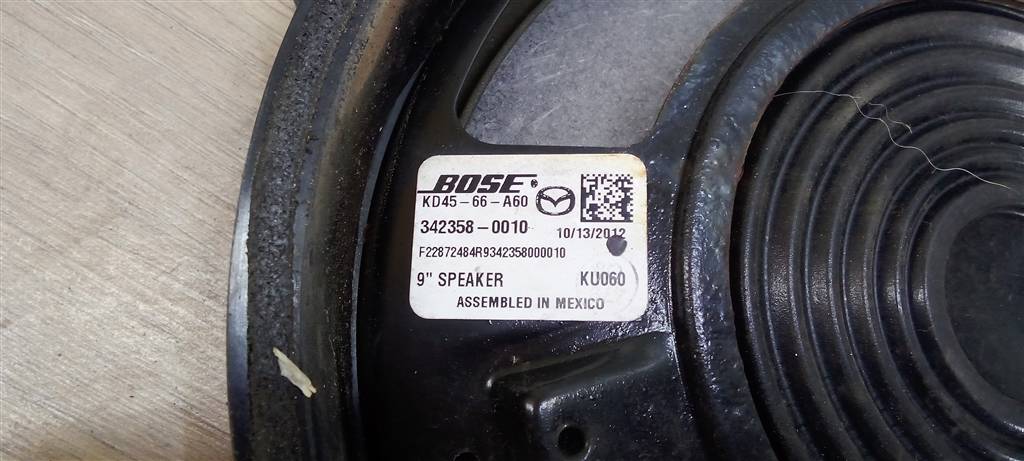 BOSE®
KD45-66-A60
342358-0010 10/13/2012
F22872484R9342358000010
9" SPEAKER KU060
ASSEMBLED IN MEXICO